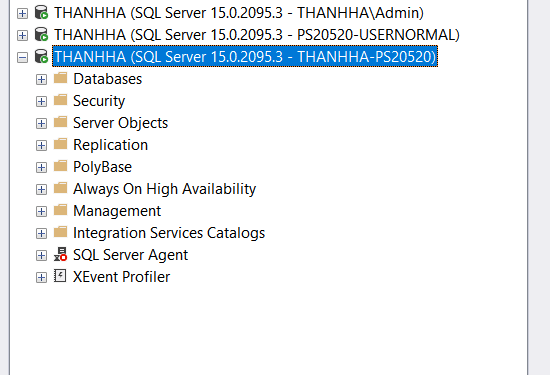 THANHHA (SQL Server 15.0.2095.3 - THANHHA\Admin)
THANHHA (SQL Server 15.0.2095.3 - PS20520-USERNORMAL)
THANHHA (SQL Server 15.0.2095.3 - THANHHA-PS20520)
Databases
Security
Server Objects
Replication
PolyBase
Always On High Availability
Management
Integration Services Catalogs
SQL Server Agent
XEvent Profiler